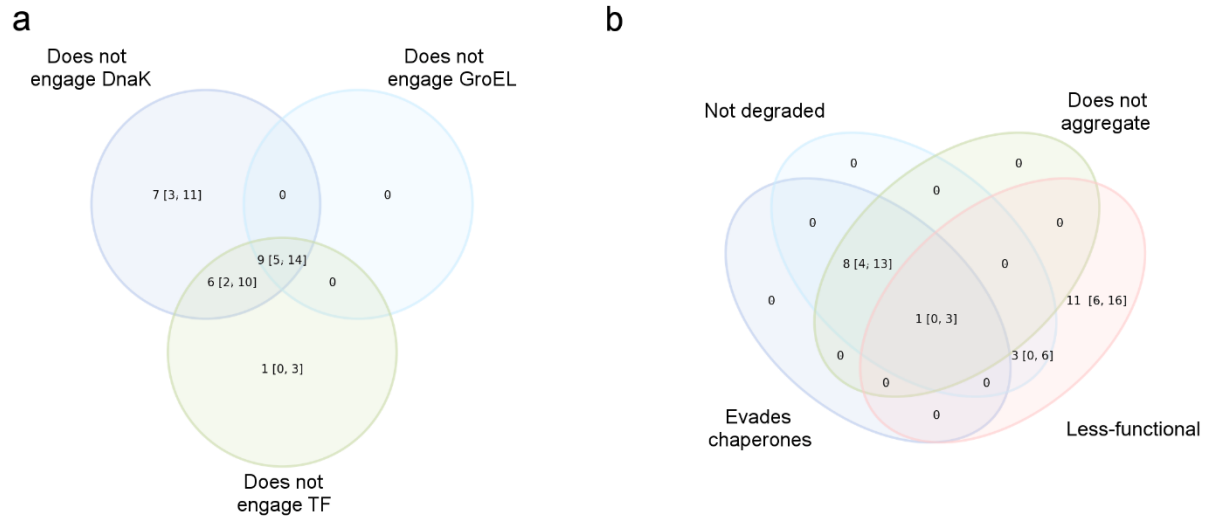 a
Does not
engage DnaK
Does not
engage GroEL
7 [3, 11]
0
0
9 [5, 14]
6 [2, 10]
0
1 [0, 3]
Does not
engage TF
b
Not degraded
Does not
aggregate
0
0
0
0
0
8 [4, 13]
0
0
11 [6, 16]
1 [0, 3]
0
3 [0, 6]
0
0
0
Evades
chaperones
Less-functional